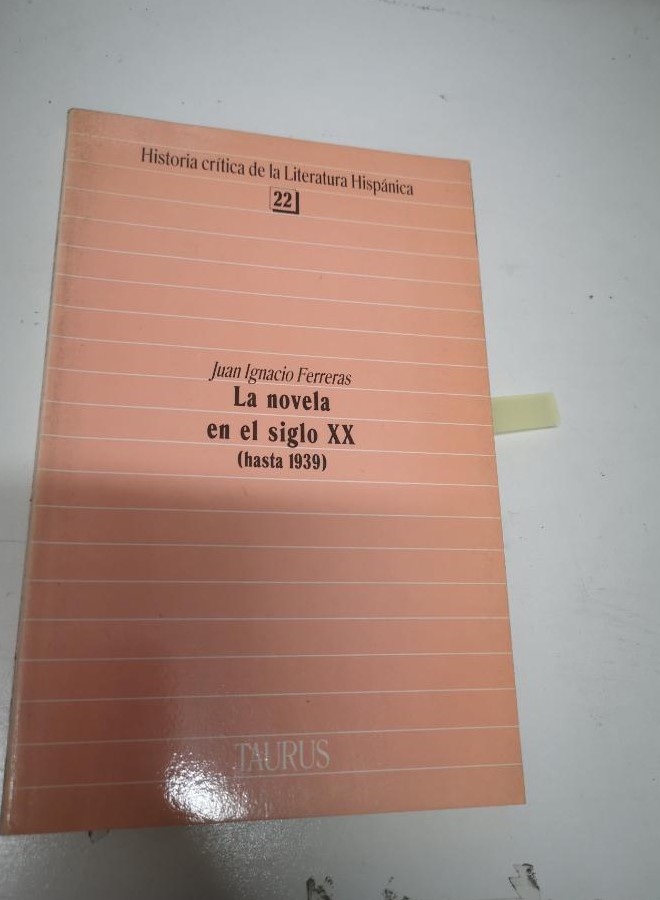 Historia crítica de la Literatura Hispánica
22
Juan Ignacio Ferreras
La novela
en el siglo XX
(hasta 1939)
TAURUS